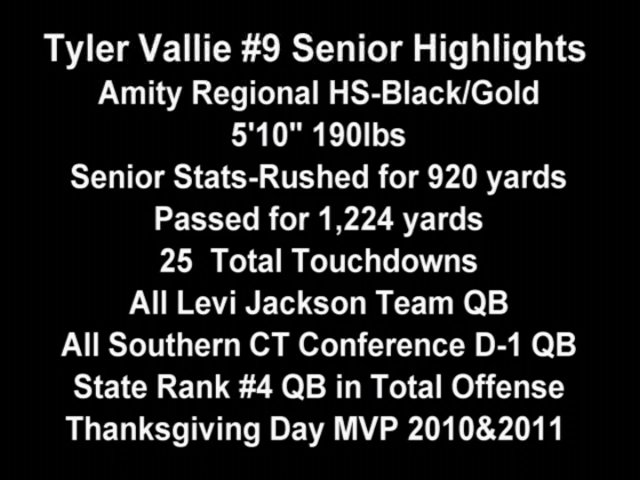 Tyler Vallie #9 Senior Highlights
Amity Regional HS-Black/Gold
5'10" 190lbs
Senior Stats-Rushed for 920 yards
Passed for 1,224 yards
25  Total Touchdowns
All Levi Jackson Team QB
All Southern CT Conference D-1 QB
State Rank #4 QB in Total Offense
Thanksgiving Day MVP 2010&2011